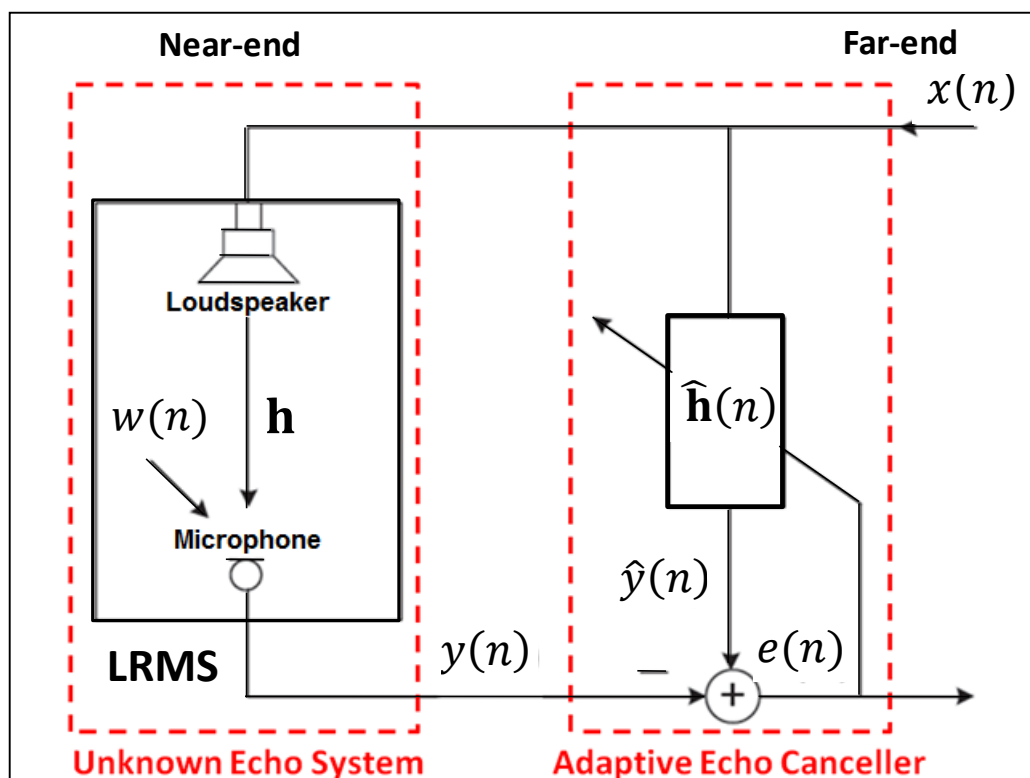 Near-end
Far-end
x(n)
Loudspeaker
w(n)
h
ĥ(n)
Microphone
ŷ(n)
LRMS
y(n)
−
e(n)
+
Unknown Echo System
Adaptive Echo Canceller